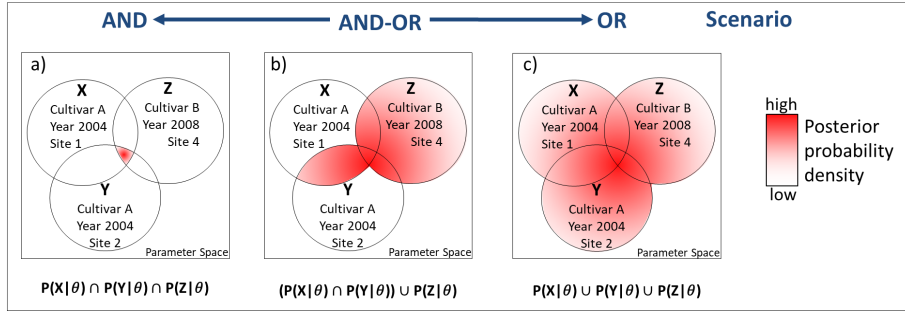 AND AND-OR OR Scenario
a)
X
Cultivar A
Year 2004
Site 1
Z
Cultivar B
Year 2008
Site 4
Y
Cultivar A
Year 2004
Site 2
Parameter Space
P(X|θ) ∩ P(Y|θ) ∩ P(Z|θ)
b)
X
Cultivar A
Year 2004
Site 1
Z
Cultivar B
Year 2008
Site 4
Y
Cultivar A
Year 2004
Site 2
Parameter Space
(P(X|θ ∩ P(Y|θ)) ∪ P(Z|θ)
c)
X
Cultivar A
Year 2004
Site 1
Z
Cultivar B
Year 2008
Site 4
Y
Cultivar A
Year 2004
Site 2
Parameter Space
P(X|θ) ∪ P(Y|θ) ∪ P(Z|θ)
high
Posterior
probability
density
low